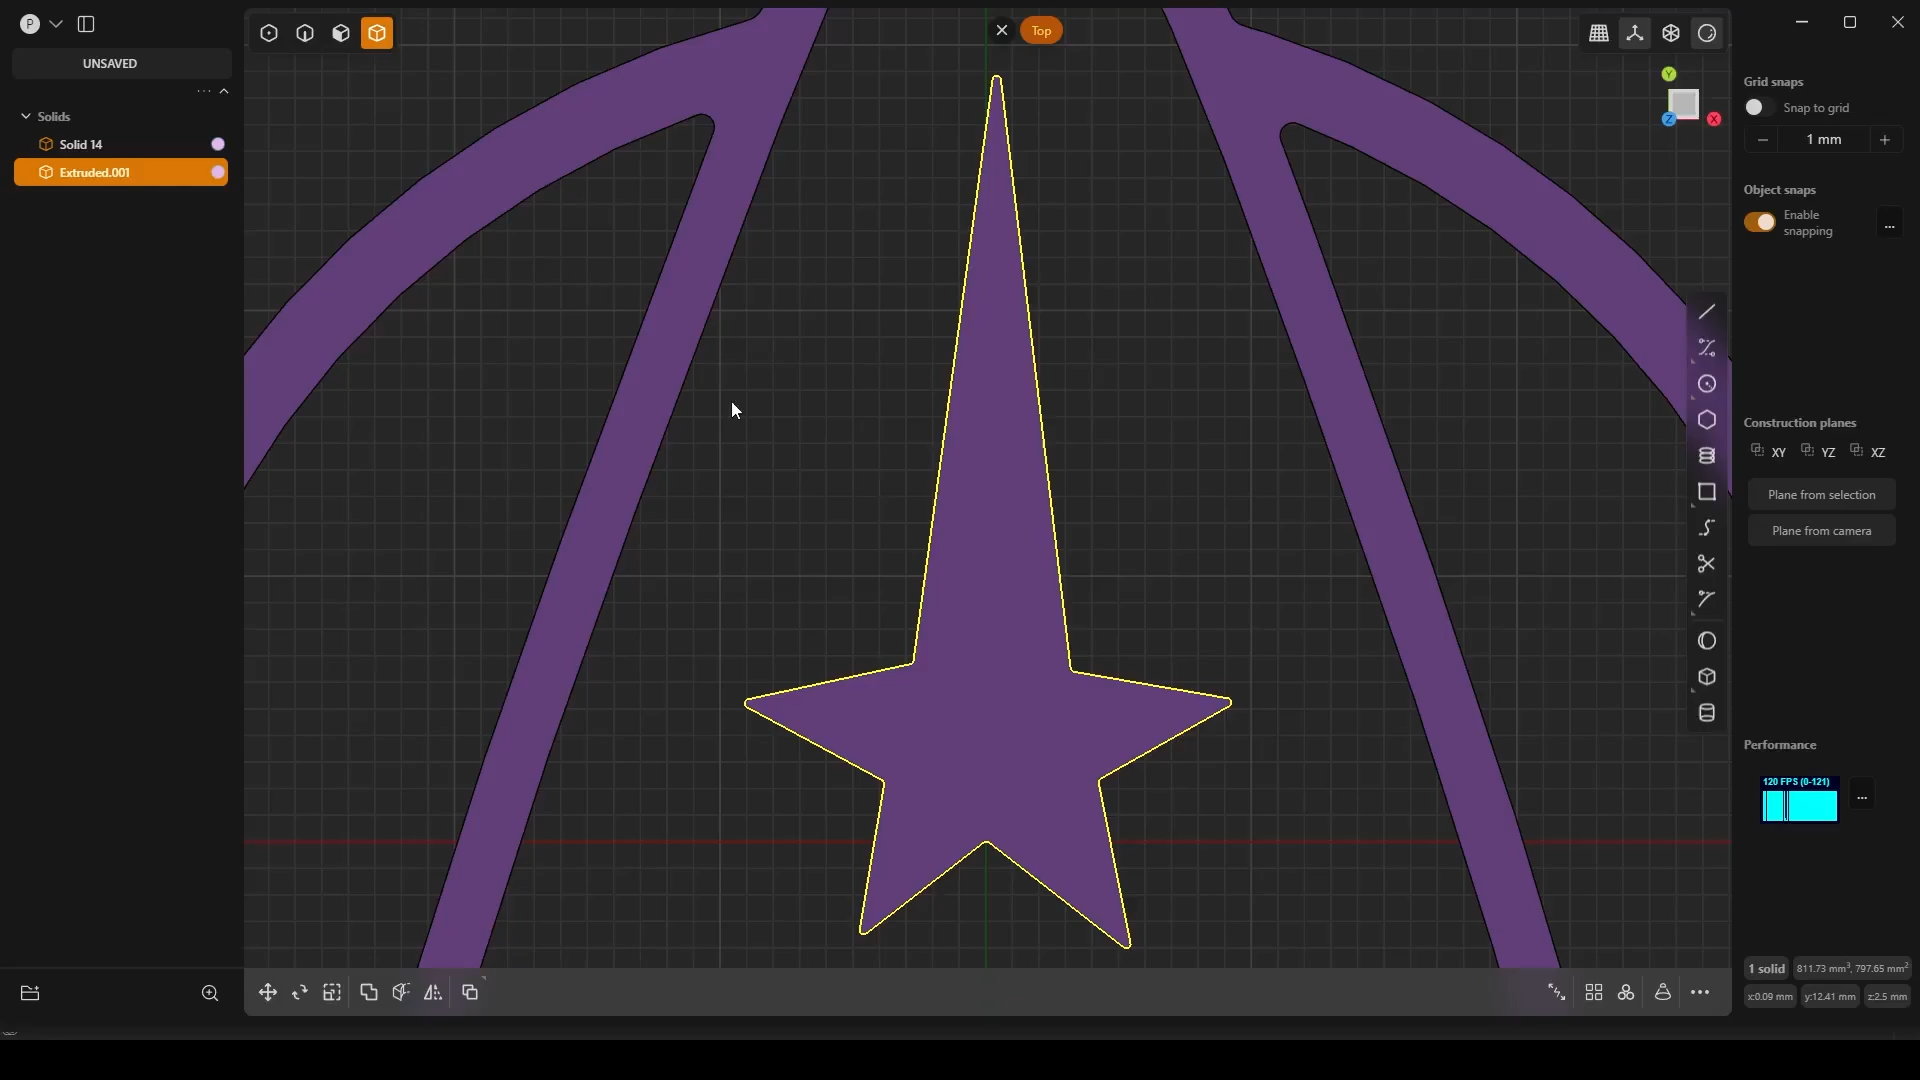 P
UNSAVED
...
Solids
Solid 14
Extruded.001
Top
Y
Z
X
Grid snaps
Snap to grid
1 mm
Object snaps
Enable
snapping
...
Construction planes
XY
YZ
XZ
Plane from selection
Plane from camera
Performance
120 FPS (0-121)
...
1 solid
811.73 mm³, 797.65 mm²
x:0.09 mm
y:12.41 mm
z:2.5 mm